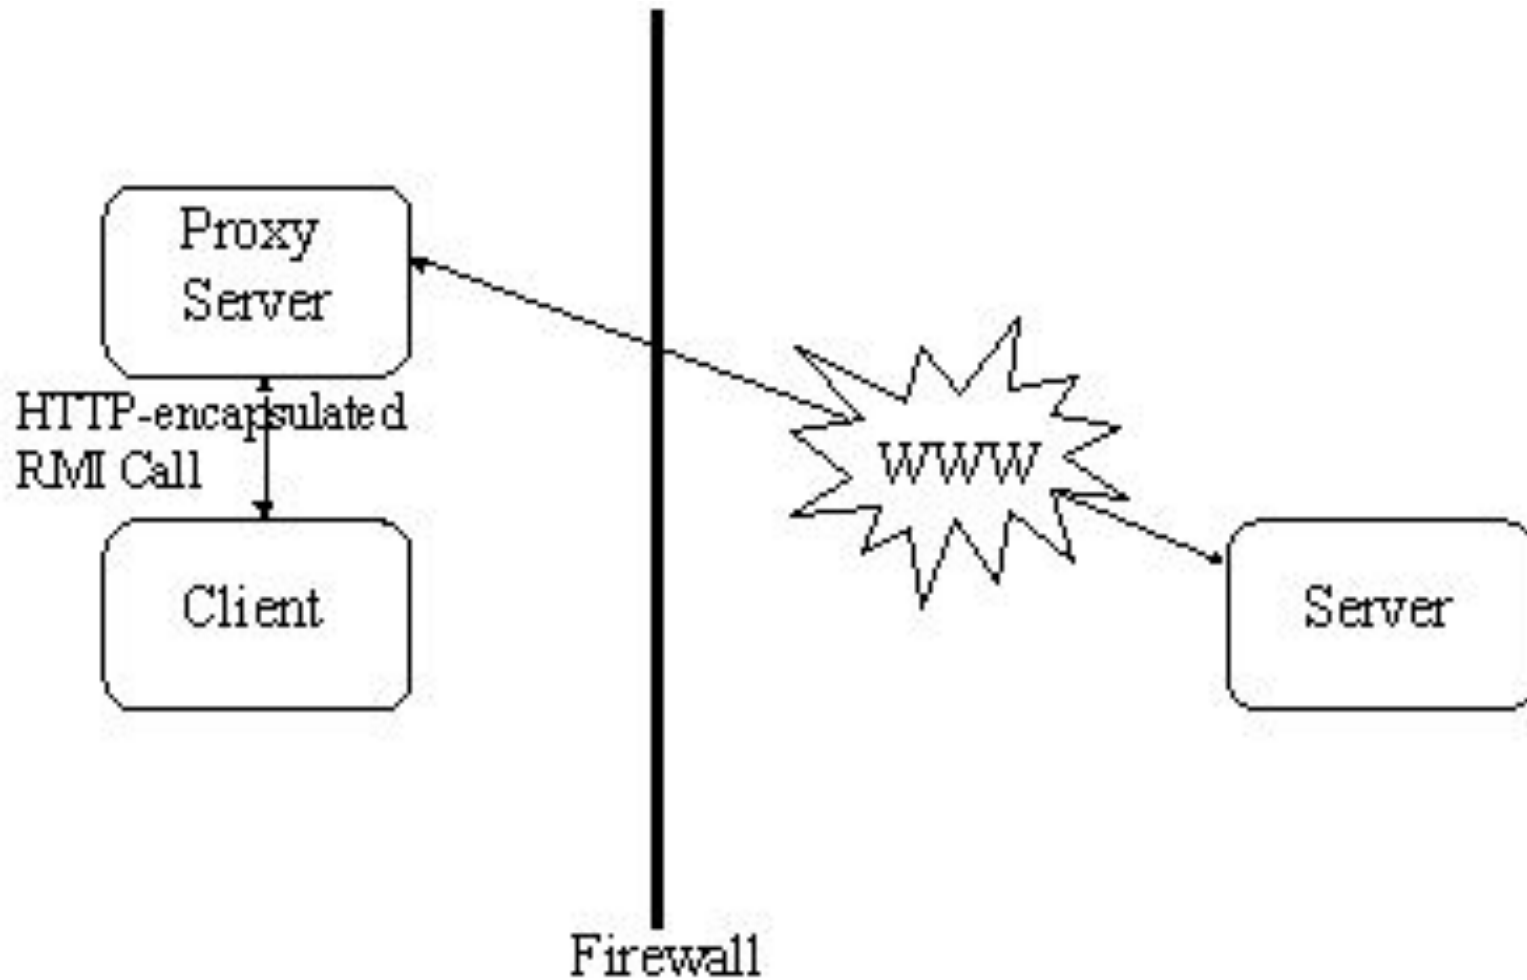 Proxy
Server
HTTP-encapsulated
RMI Call
Client
WWW
Server
Firewall